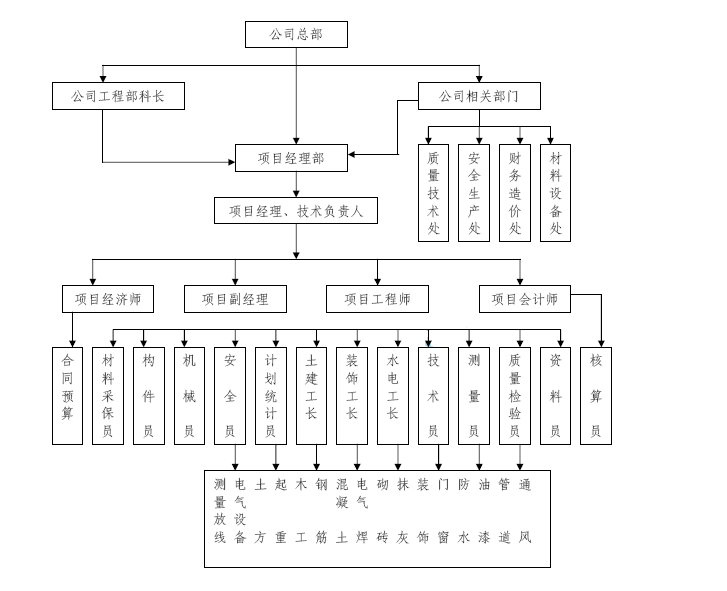 公司总部
公司工程部科长
公司相关部门
项目经理部
质量技术处
安全生产处
财务造价处
材料设备处
项目经理、技术负责人
项目经济师
项目副经理
项目工程师
项目会计师
合同预算
材料采保员
构件员
机械员
安全员
计划统计员
土建工长
装饰工长
水电工长
技术员
测量员
质量检验员
资料员
核算员
测量放线
电气设备
土方
起重
木工
钢筋
混凝土
电气焊
砌砖
抹灰
装饰
门窗
防水
油漆
管道
通风